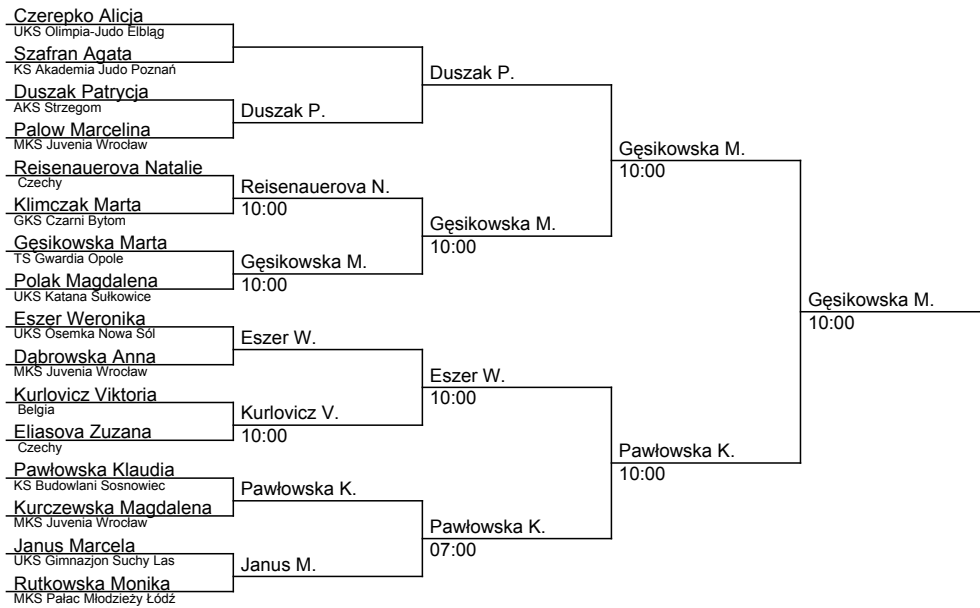 Czerepko Alicja
UKS Olimpia-Judo Elbląg
Szafran Agata
KS Akademia Judo Poznań
Duszak Patrycja
AKS Strzegom
Palow Marcelina
MKS Juvenia Wrocław
Reisenauerova Natalie
Czechy
Klimczak Marta
GKS Czarni Bytom
Gęsikowska Marta
TS Gwardia Opole
Polak Magdalena
UKS Katana Sułkowice
Eszer Weronika
UKS Ósemka Nowa Sól
Dąbrowska Anna
MKS Juvenia Wrocław
Kurlovicz Viktoria
Belgia
Eliasova Zuzana
Czechy
Pawłowska Klaudia
KS Budowlani Sosnowiec
Kurczewska Magdalena
MKS Juvenia Wrocław
Janus Marcela
UKS Gimnazjon Suchy Las
Rutkowska Monika
MKS Pałac Młodzieży Łódź
Duszak P.
Reisenauerova N.
10:00
Gęsikowska M.
10:00
Eszer W.
Kurlovicz V.
10:00
Pawłowska K.
Janus M.
Duszak P.
Gęsikowska M.
10:00
Eszer W.
10:00
Pawłowska K.
07:00
Gęsikowska M.
10:00
Pawłowska K.
10:00
Gęsikowska M.
10:00